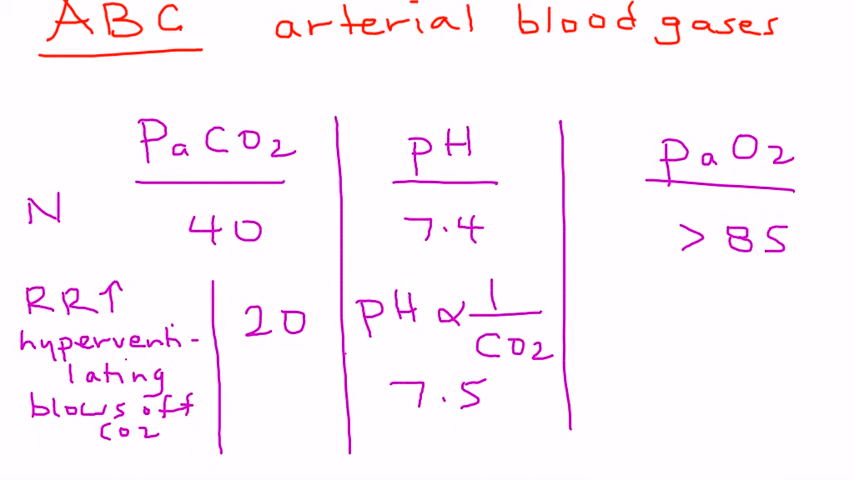 ABC arterial blood gases
PaCO2 pH PaO2
N 40 7.4 >85
RR↑ 20 PH ∝ 1/CO2
hyperventi-
lating
blows off 7.5
CO2